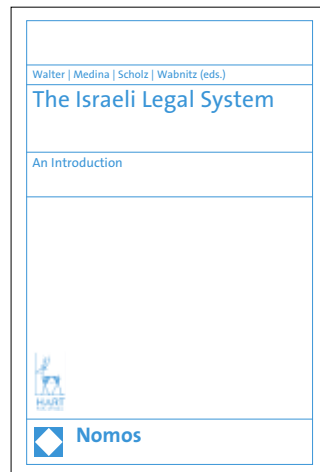 Walter | Medina | Scholz | Wabnitz (eds.)
The Israeli Legal System
An Introduction
HART
Nomos